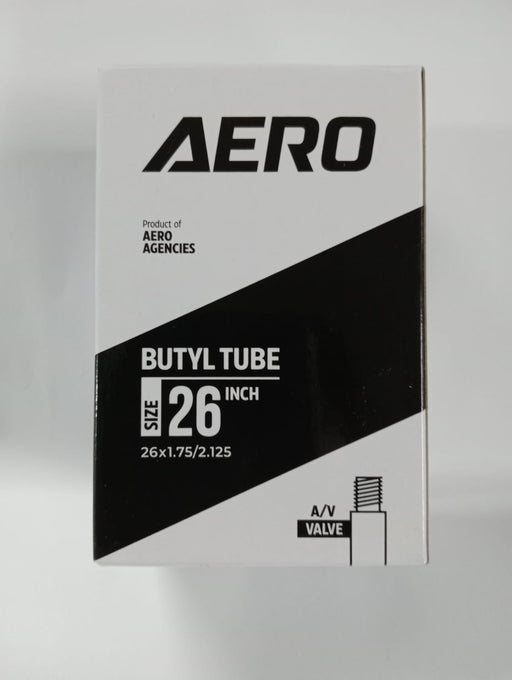 AERO
Product of
AERO
AGENCIES
BUTYL TUBE
SIZE 26 INCH
26x1.75/2.125
A/V
VALVE